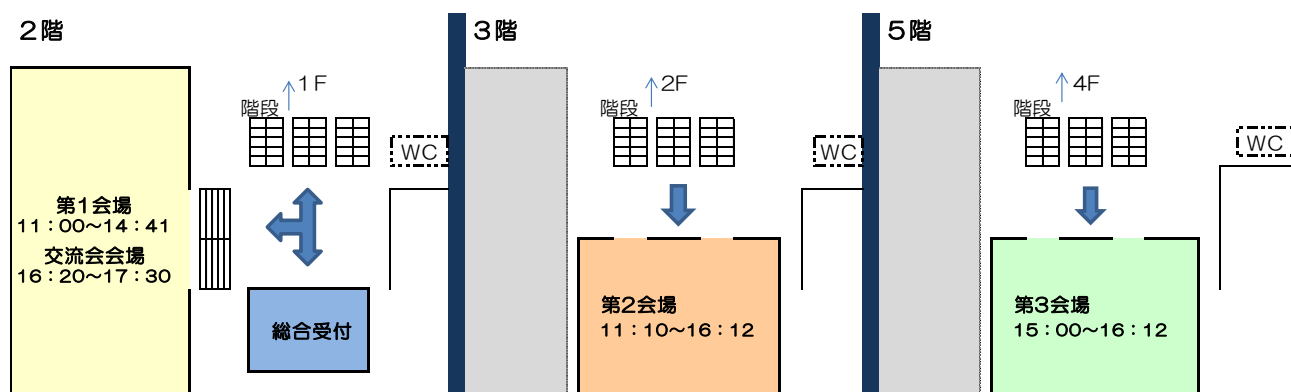 2階
1F
階段
WC
第1会場
11:00~14:41
交流会会場
16:20~17:30
総合受付
3階
2F
階段
WC
第2会場
11:10~16:12
5階
4F
階段
WC
第3会場
15:00~16:12